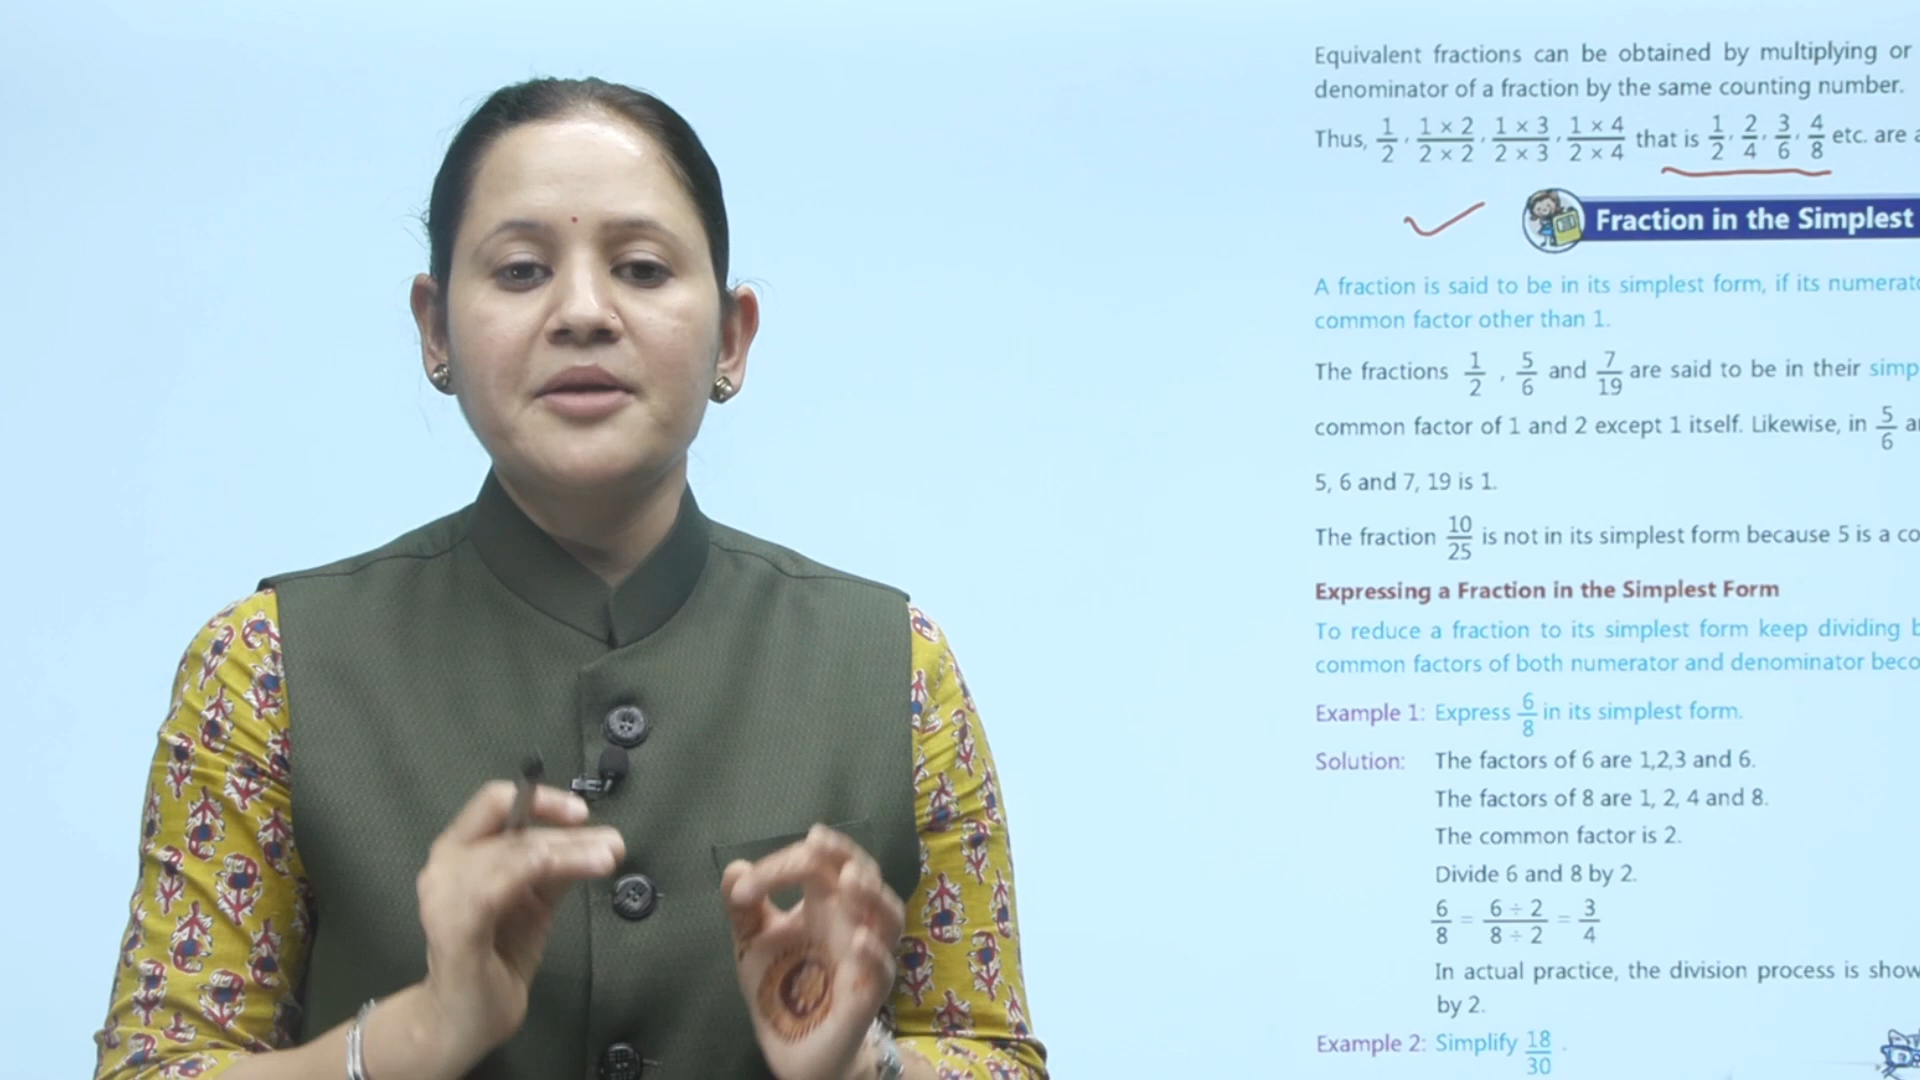 Equivalent fractions can be obtained by multiplying or
denominator of a fraction by the same counting number.
Thus, 1/2, 1 × 2/2 × 2, 1 × 3/2 × 3, 1 × 4/2 × 4 that is 1/2, 2/4, 3/6, 4/8 etc. are
Fraction in the Simplest
A fraction is said to be in its simplest form, if its
common factor other than 1.
The fractions 1/2, 5/6 and 7/19 are said to be in their
common factor of 1 and 2 except 1 itself. Likewise, in 5/6
5, 6 and 7, 19 is 1.
The fraction 10/25 is not in its simplest form because 5 is a
Expressing a Fraction in the Simplest Form
To reduce a fraction to its simplest form keep dividing
common factors of both numerator and denominator
Example 1: Express 6/8 in its simplest form.
Solution: The factors of 6 are 1,2,3 and 6.
The factors of 8 are 1, 2, 4 and 8.
The common factor is 2.
Divide 6 and 8 by 2.
6/8 = 6 ÷ 2/8 ÷ 2 = 3/4
In actual practice, the division process is
by 2.
Example 2: Simplify 18/30 .